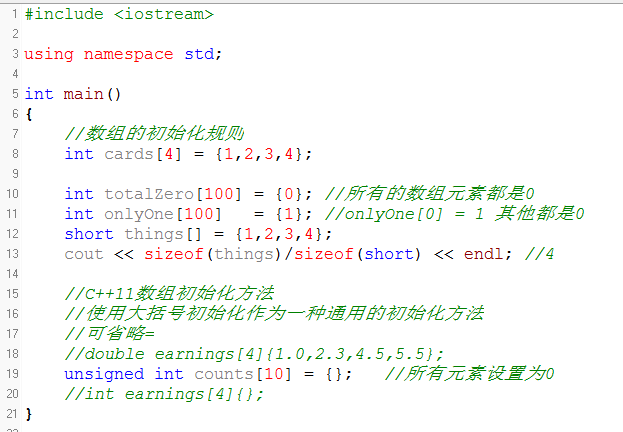 1 #include <iostream>
2
3 using namespace std;
4
5 int main()
6 {
7 //数组的初始化规则
8 int cards[4] = {1,2,3,4};
9
10 int totalZero[100] = {0}; //所有的数组元素都是0
11 int onlyOne[100] = {1}; //onlyOne[0] = 1 其他都是0
12 short things[] = {1,2,3,4};
13 cout << sizeof(things)/sizeof(short) << endl; //4
14
15 //C++11数组初始化方法
16 //使用大括号初始化作为一种通用的初始化方法
17 //可省略=
18 //double earnings[4]{1.0,2.3,4.5,5.5};
19 unsigned int counts[10] = {}; //所有元素设置为0
20 //int earnings[4]{};
21 }